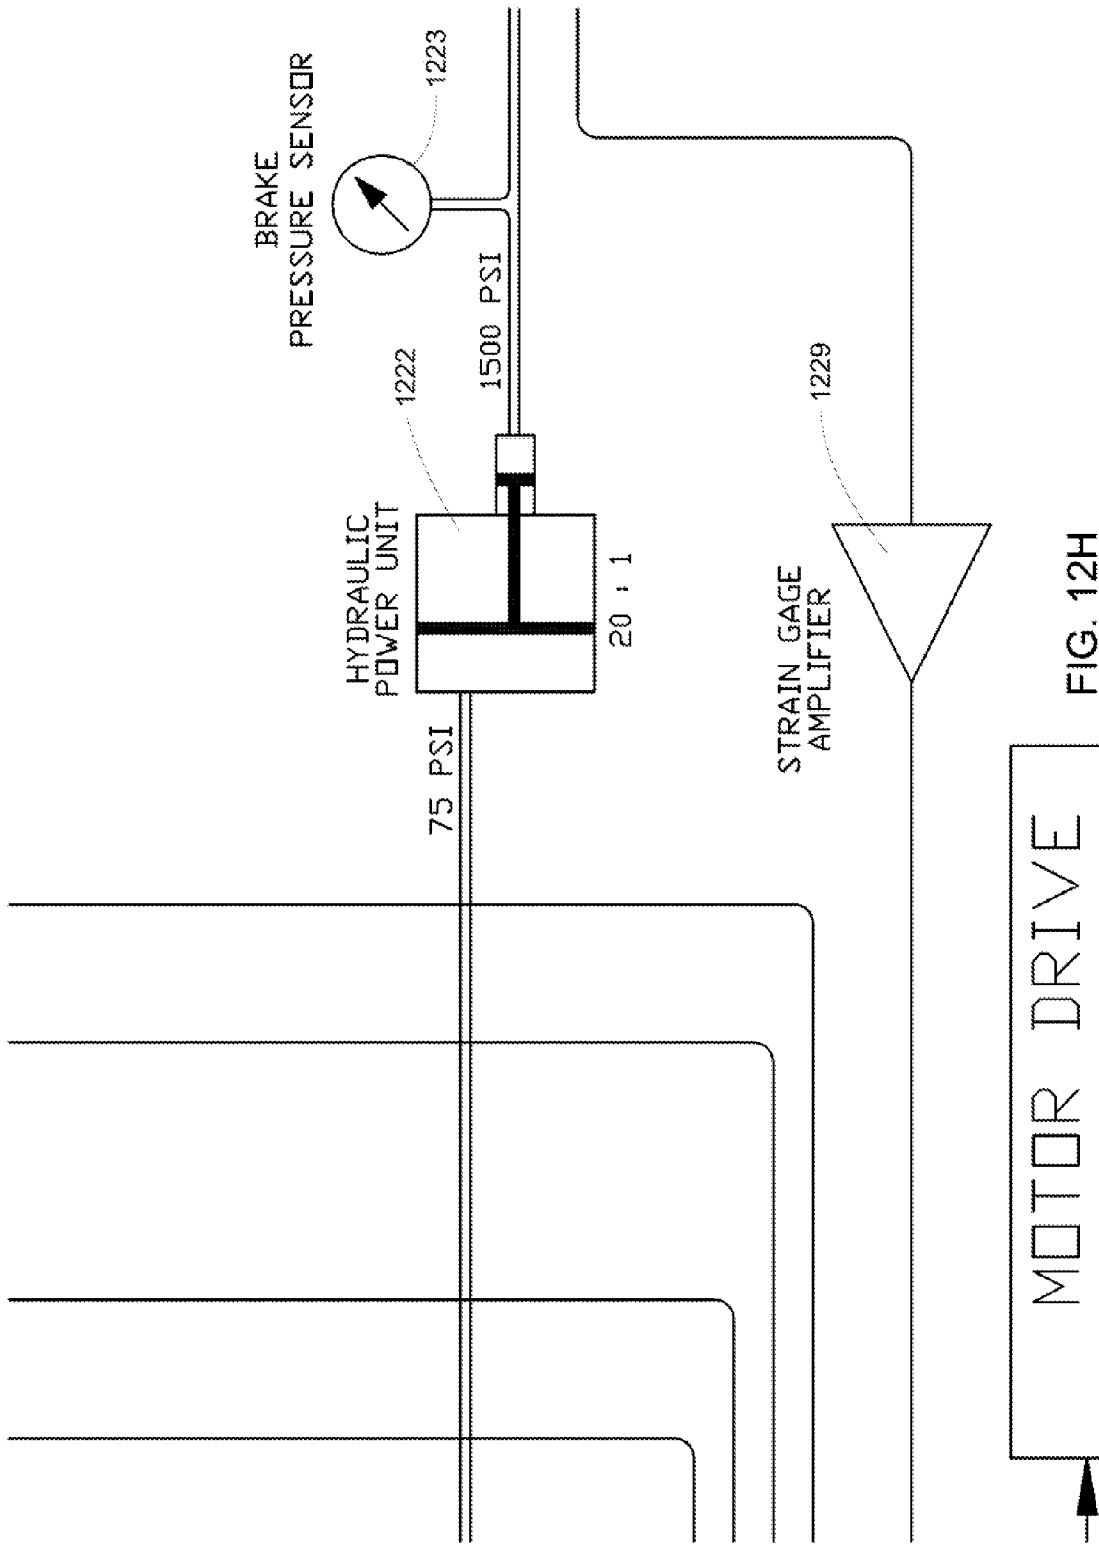 BRAKE
PRESSURE SENSOR
1223
1500 PSI
HYDRAULIC
POWER UNIT
1222
20 : 1
75 PSI
STRAIN GAGE
AMPLIFIER
1229
MOTOR DRIVE
FIG. 12H